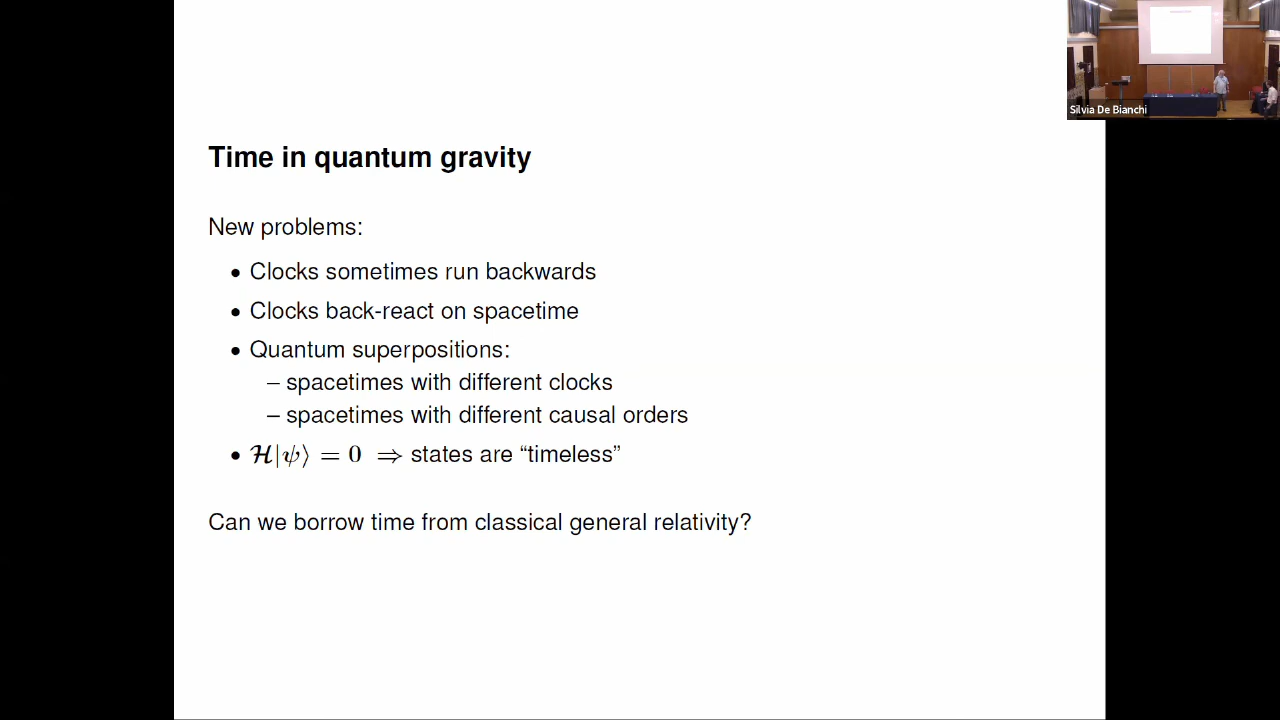 Silvia De Bianchi
Time in quantum gravity
New problems:
• Clocks sometimes run backwards
• Clocks back-react on spacetime
• Quantum superpositions:
– spacetimes with different clocks
– spacetimes with different causal orders
• 𝓗|ψ⟩ = 0 ⇒ states are “timeless”
Can we borrow time from classical general relativity?